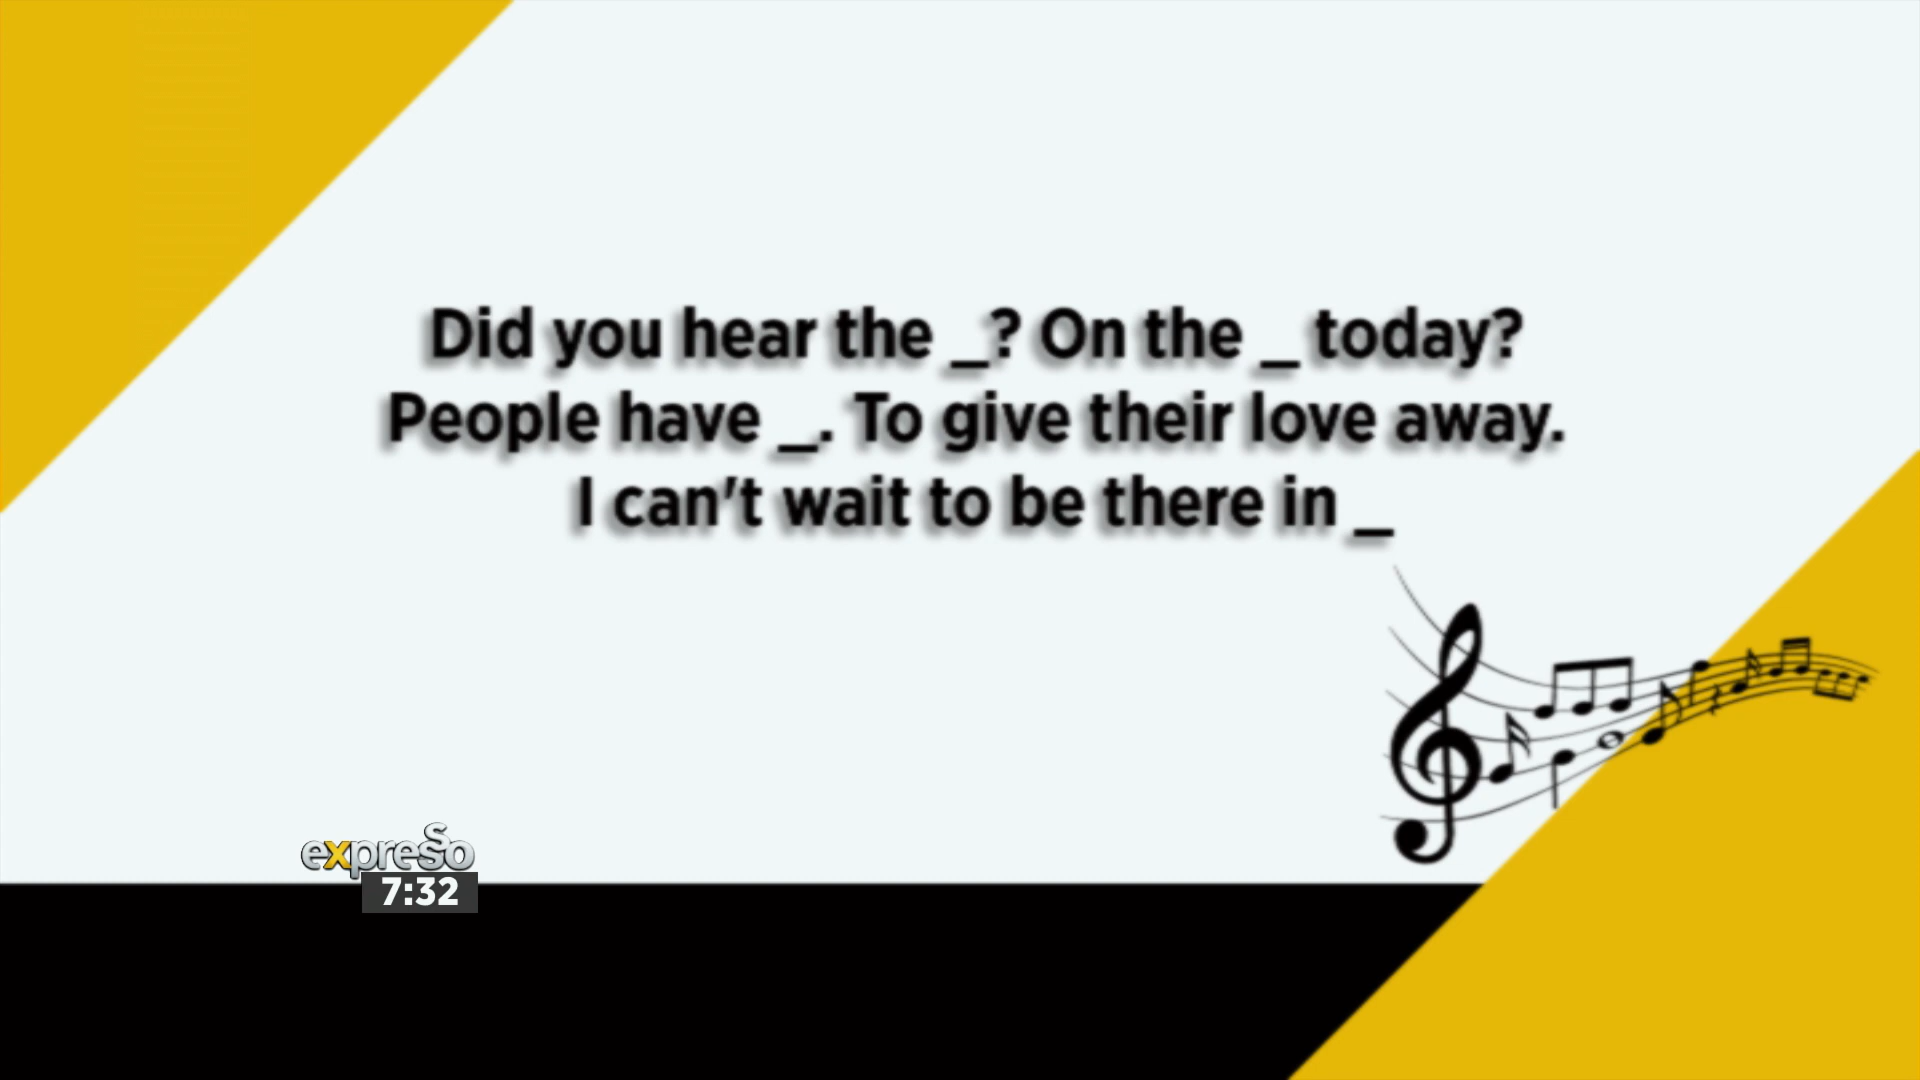 Did you hear the _? On the _ today?
People have _. To give their love away.
I can't wait to be there in _
expresso
7:32